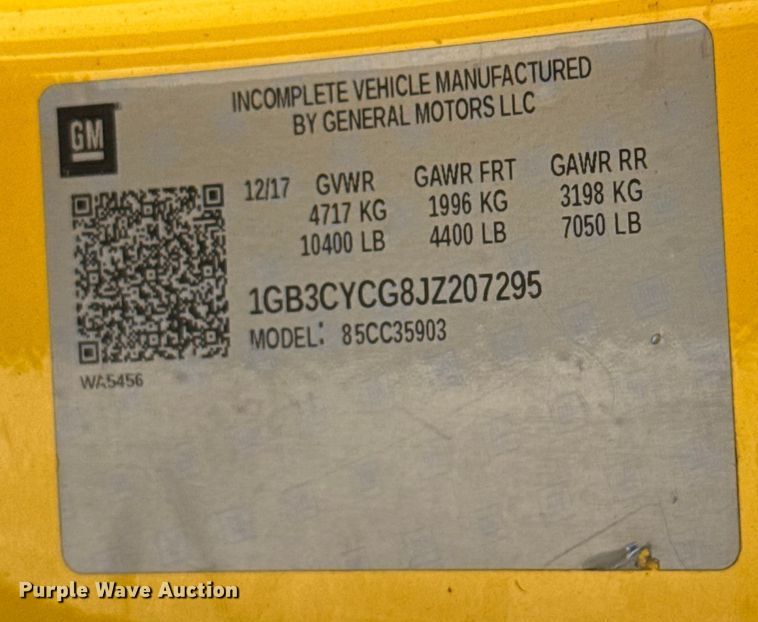 INCOMPLETE VEHICLE MANUFACTURED
BY GENERAL MOTORS LLC
GM
12/17 GVWR GAWR FRT GAWR RR
4717 KG 1996 KG 3198 KG
10400 LB 4400 LB 7050 LB
1GB3CYCG8JZ207295
MODEL: 85CC35903
WA5456
Purple Wave Auction